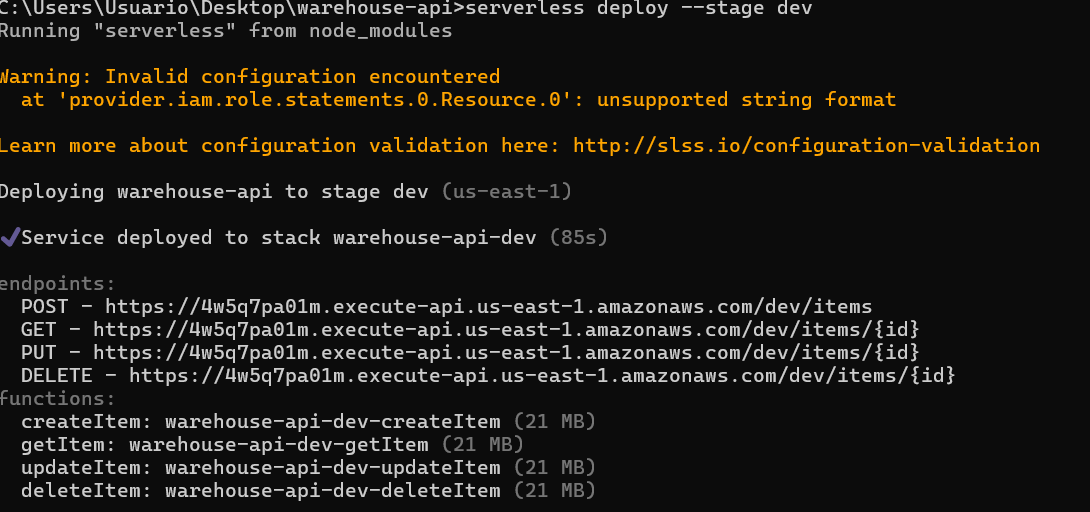 C:\Users\Usuario\Desktop\warehouse-api>serverless deploy --stage dev
Running "serverless" from node_modules
Warning: Invalid configuration encountered
at 'provider.iam.role.statements.0.Resource.0': unsupported string format
Learn more about configuration validation here: http://slss.io/configuration-validation
Deploying warehouse-api to stage dev (us-east-1)
✔Service deployed to stack warehouse-api-dev (85s)
endpoints:
POST - https://4w5q7pa01m.execute-api.us-east-1.amazonaws.com/dev/items
GET - https://4w5q7pa01m.execute-api.us-east-1.amazonaws.com/dev/items/{id}
PUT - https://4w5q7pa01m.execute-api.us-east-1.amazonaws.com/dev/items/{id}
DELETE - https://4w5q7pa01m.execute-api.us-east-1.amazonaws.com/dev/items/{id}
functions:
createItem: warehouse-api-dev-createItem (21 MB)
getItem: warehouse-api-dev-getItem (21 MB)
updateItem: warehouse-api-dev-updateItem (21 MB)
deleteItem: warehouse-api-dev-deleteItem (21 MB)